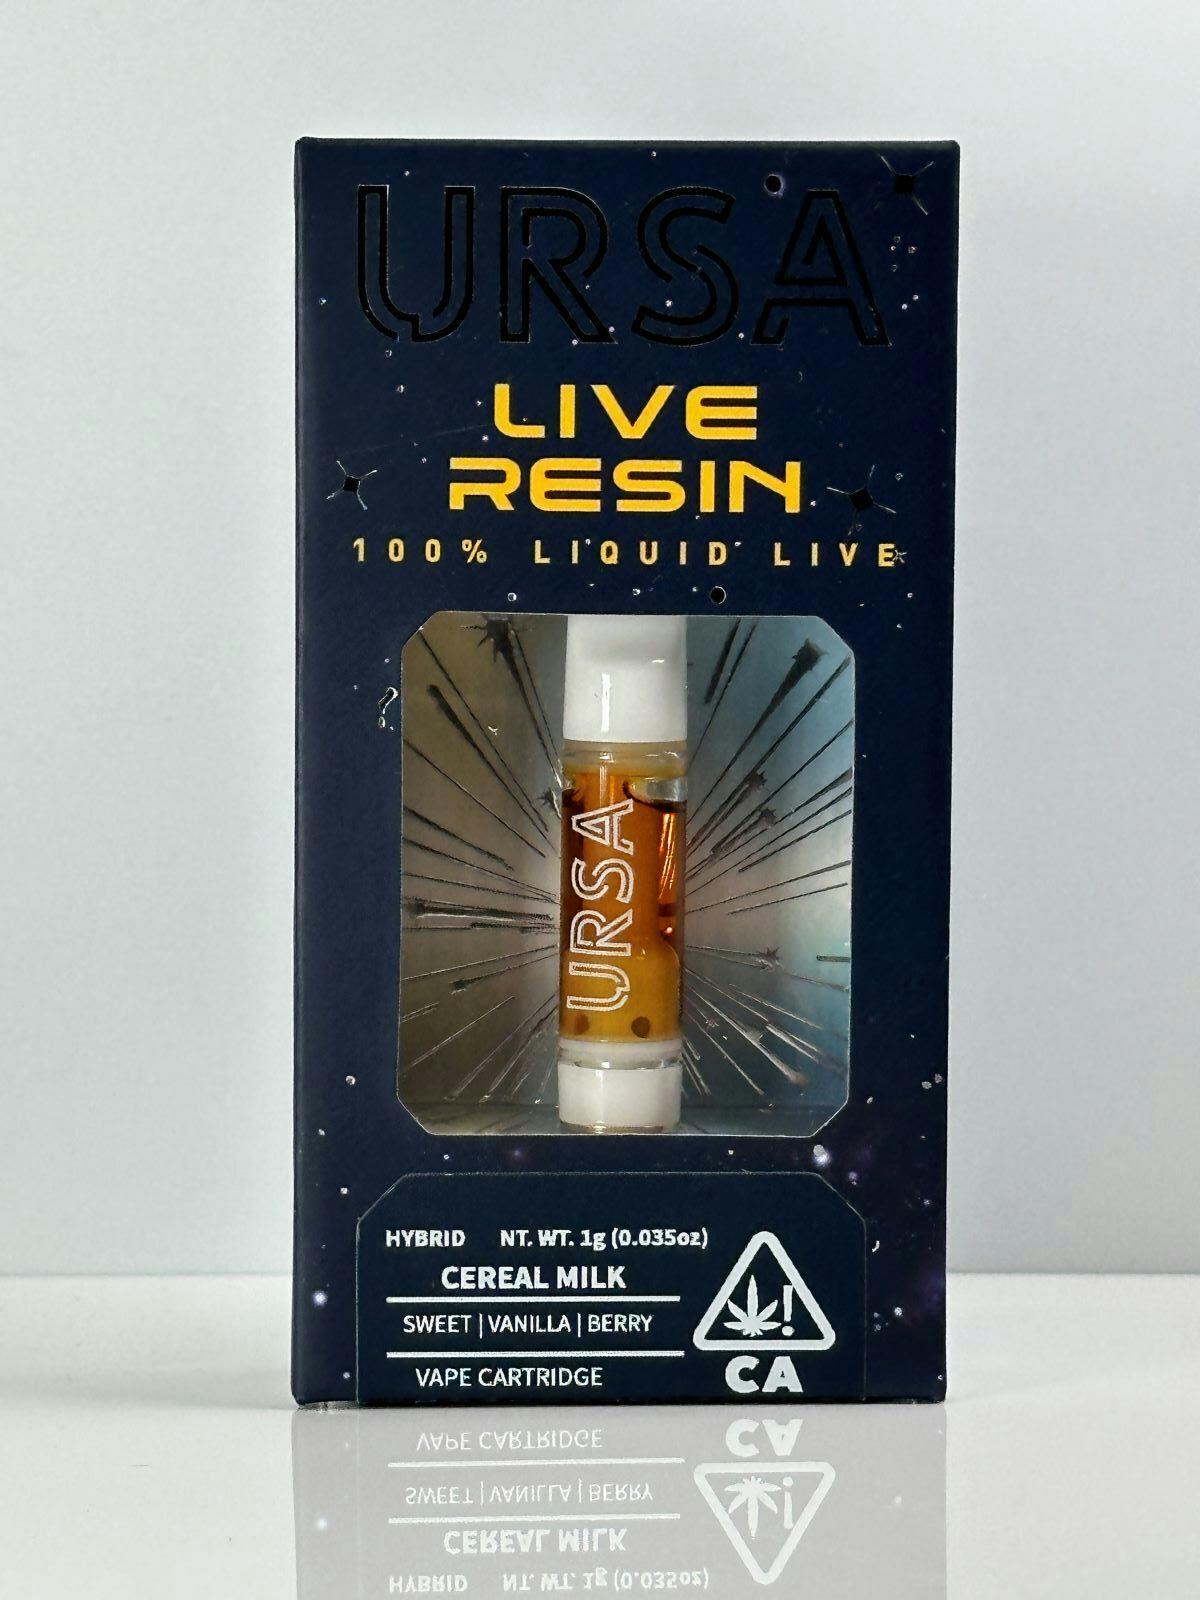 URSA
LIVE
RESIN
100% LIQUID LIVE
URSA
HYBRID NT. WT. 1g (0.035oz)
CEREAL MILK
SWEET | VANILLA | BERRY
VAPE CARTRIDGE
!
CA